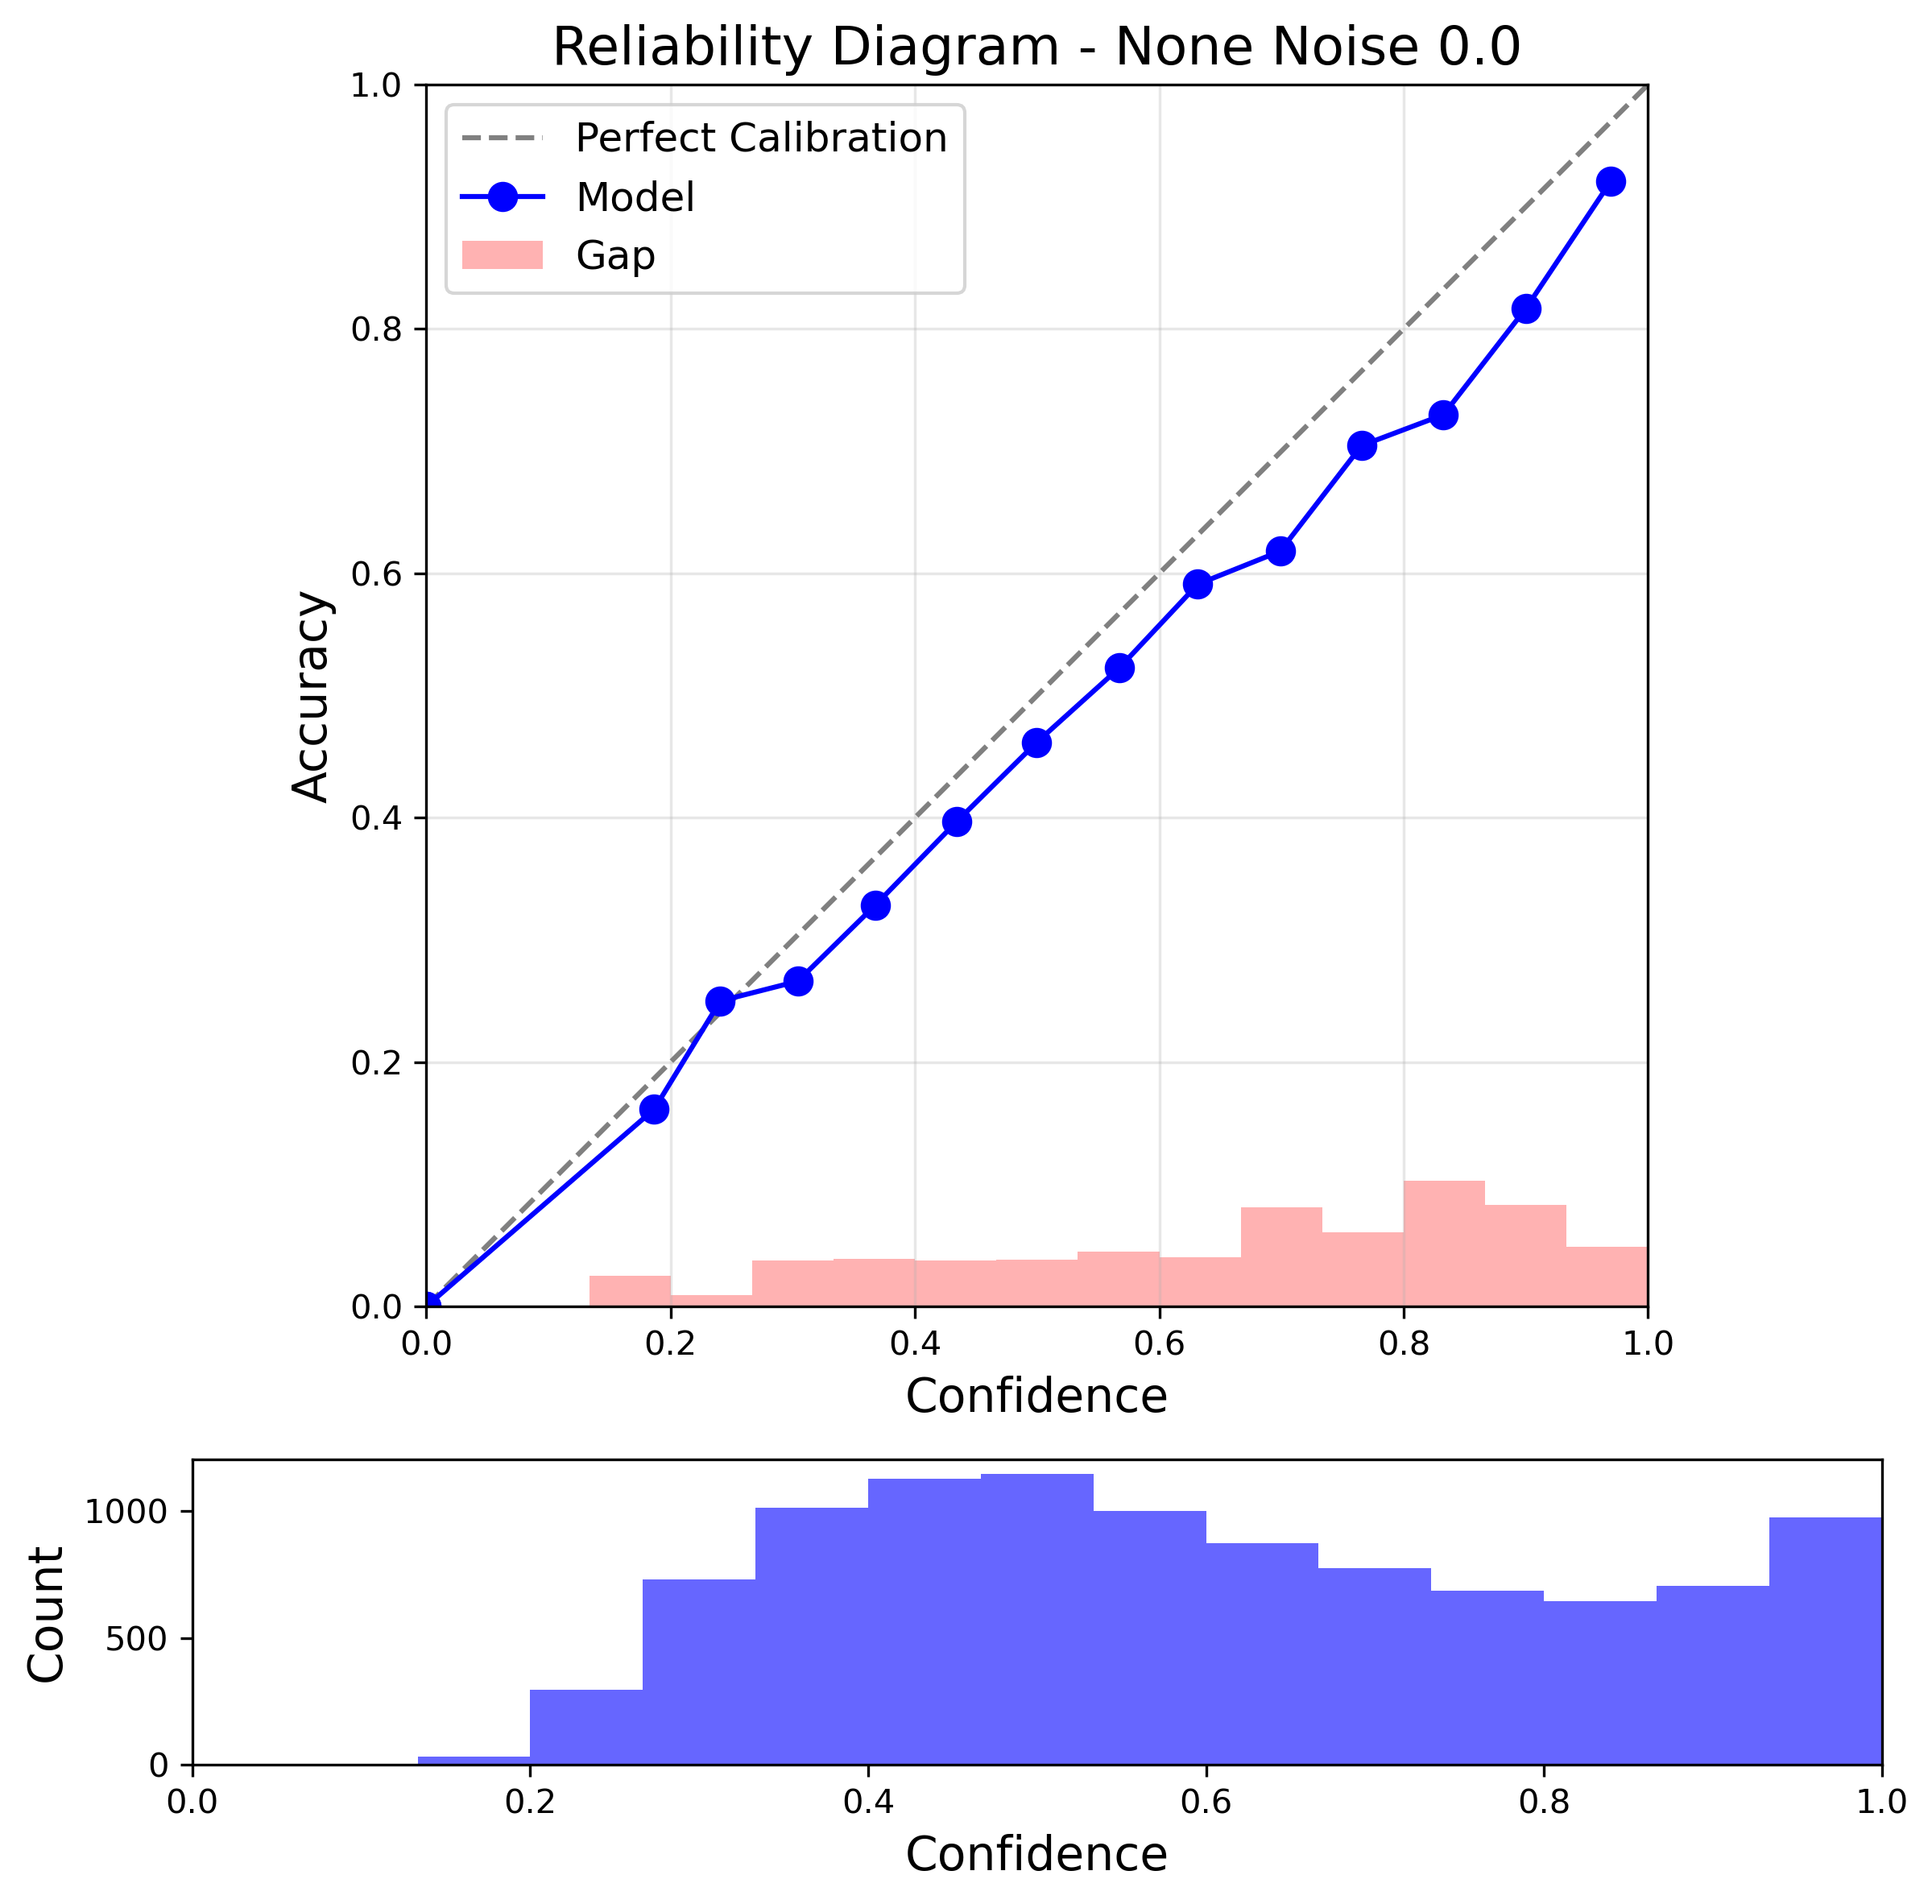 Reliability Diagram - None Noise 0.0
1.0
0.8
0.6
0.4
0.2
0.0
Accuracy
Perfect Calibration
Model
Gap
0.0 0.2 0.4 0.6 0.8 1.0
Confidence
1000
500
0
Count
0.0 0.2 0.4 0.6 0.8 1.0
Confidence